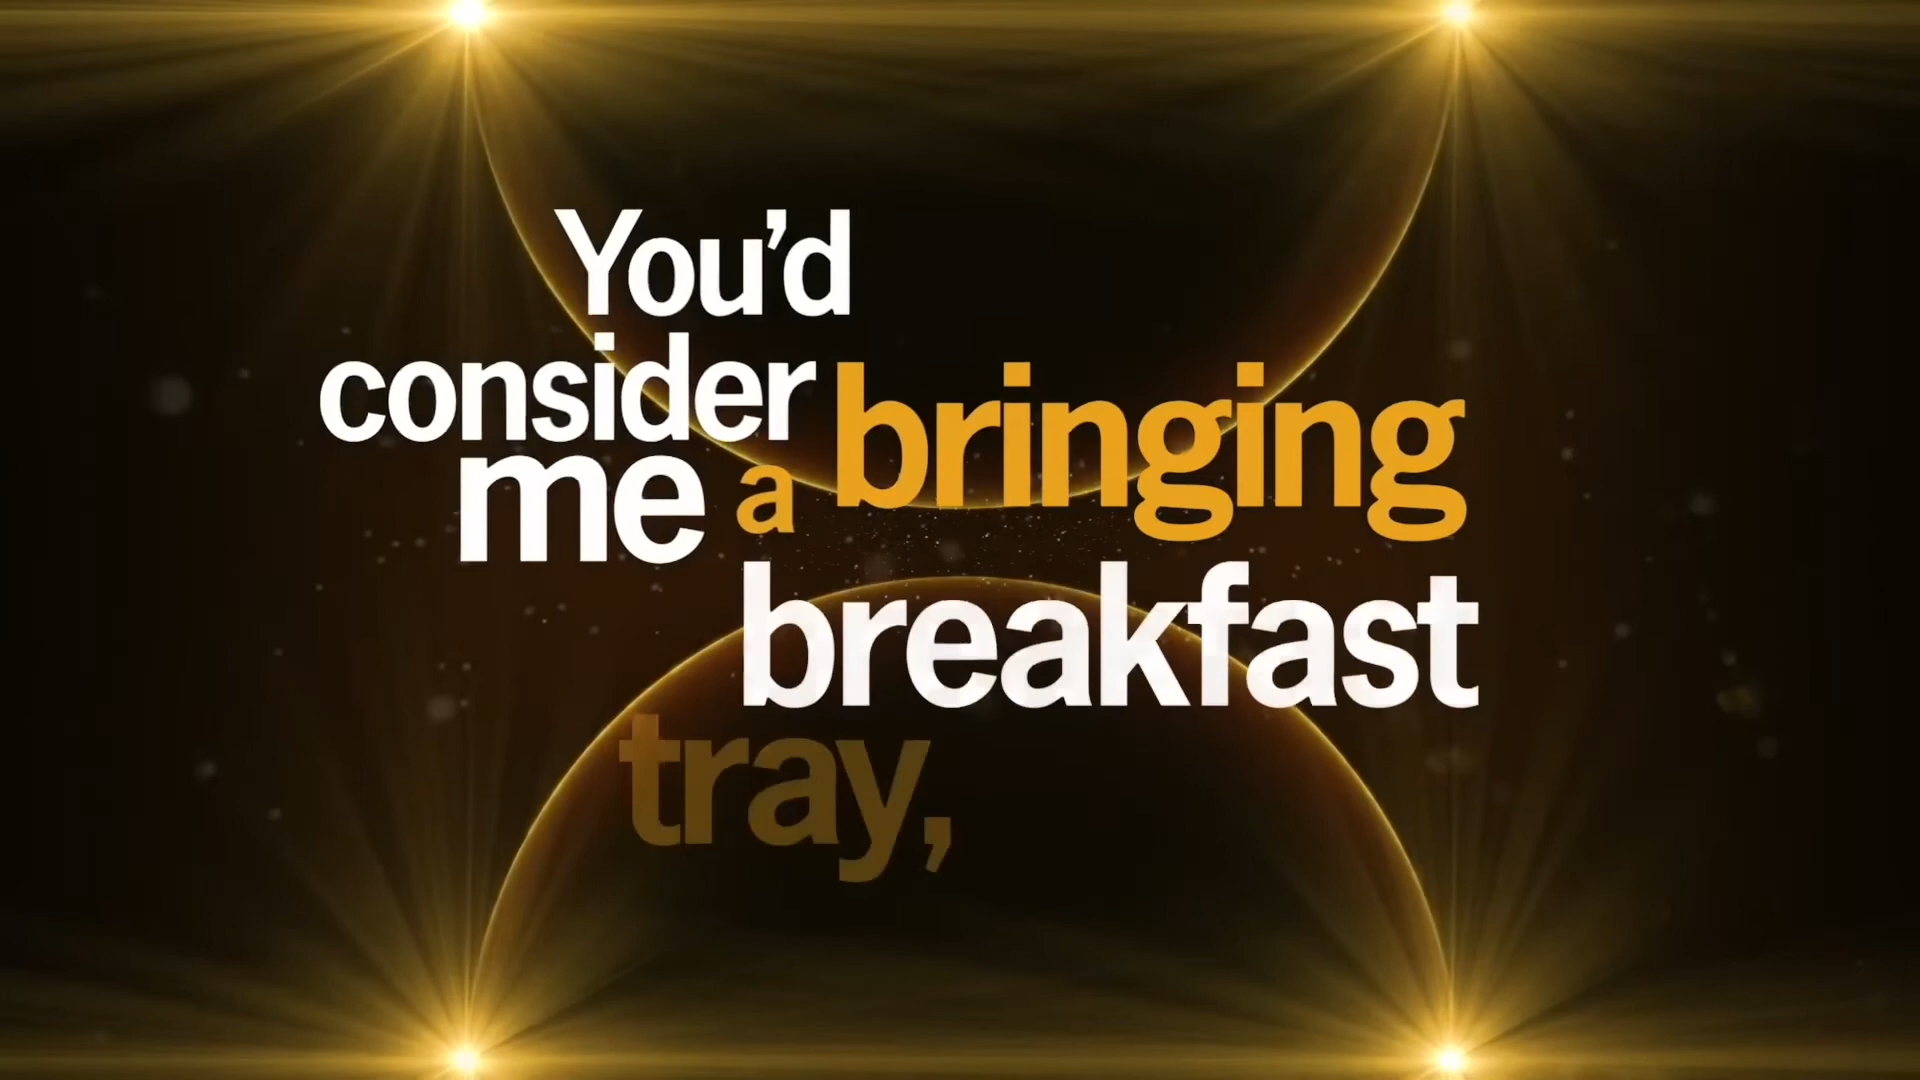 You’d
consider
me a bringing
breakfast
tray,